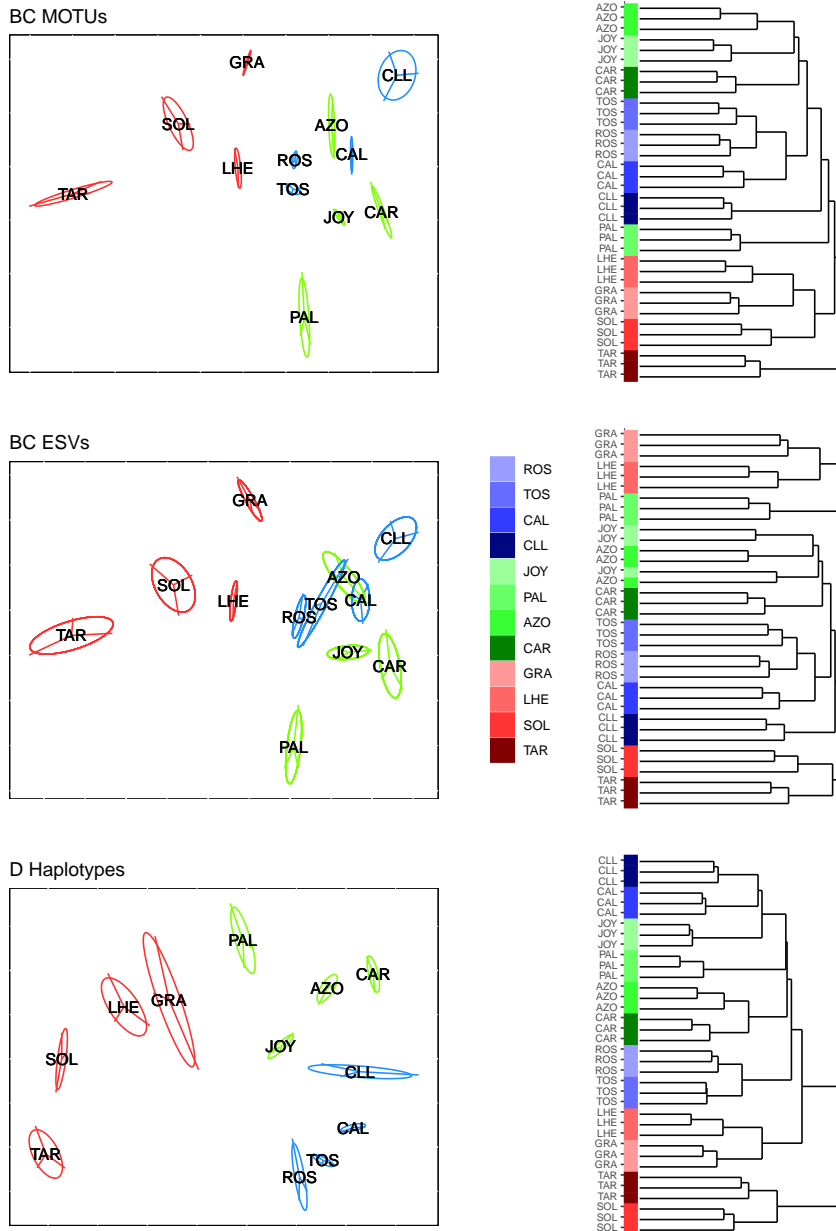 BC MOTUs
GRA
CLL
SOL
AZO
ROS
CAL
LHE
TOS
TAR
JOY
CAR
PAL
AZO
AZO
AZO
JOY
JOY
JOY
CAR
CAR
CAR
TOS
TOS
TOS
ROS
ROS
ROS
CAL
CAL
CAL
CLL
CLL
CLL
PAL
PAL
PAL
LHE
LHE
LHE
GRA
GRA
GRA
SOL
SOL
SOL
TAR
TAR
TAR
BC ESVs
GRA
CLL
AZO
SOL
LHE
CAL
TOS
ROS
TAR
JOY
CAR
PAL
ROS
TOS
CAL
CLL
JOY
PAL
AZO
CAR
GRA
LHE
SOL
TAR
GRA
GRA
GRA
LHE
LHE
LHE
PAL
PAL
PAL
JOY
JOY
AZO
AZO
JOY
AZO
CAR
CAR
CAR
TOS
TOS
TOS
ROS
ROS
ROS
CAL
CAL
CAL
CLL
CLL
CLL
SOL
SOL
SOL
TAR
TAR
TAR
D Haplotypes
PAL
CAR
AZO
GRA
LHE
JOY
SOL
CLL
CAL
TAR
TOS
ROS
CLL
CLL
CLL
CAL
CAL
CAL
JOY
JOY
JOY
PAL
PAL
PAL
AZO
AZO
AZO
CAR
CAR
CAR
ROS
ROS
ROS
TOS
TOS
TOS
LHE
LHE
LHE
GRA
GRA
GRA
TAR
TAR
TAR
SOL
SOL
SOL